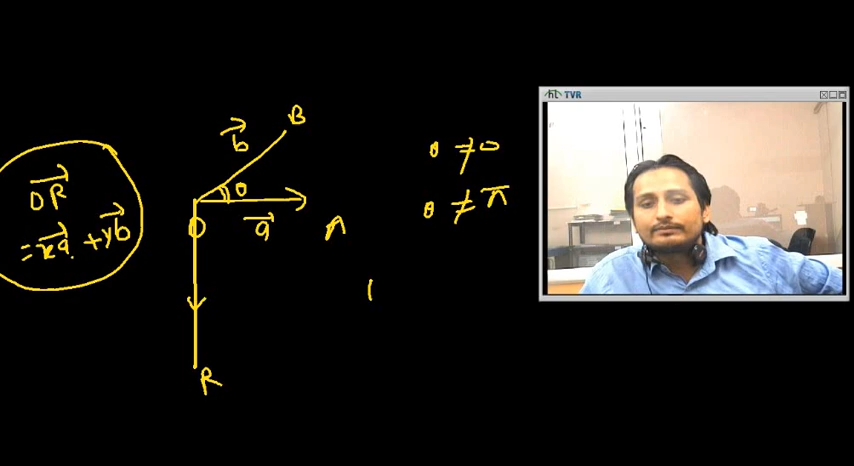 TVR
B
b⃗
θ
a⃗
A
O
R
OR⃗
= xa⃗ + yb⃗
θ ≠ 0
θ ≠ π